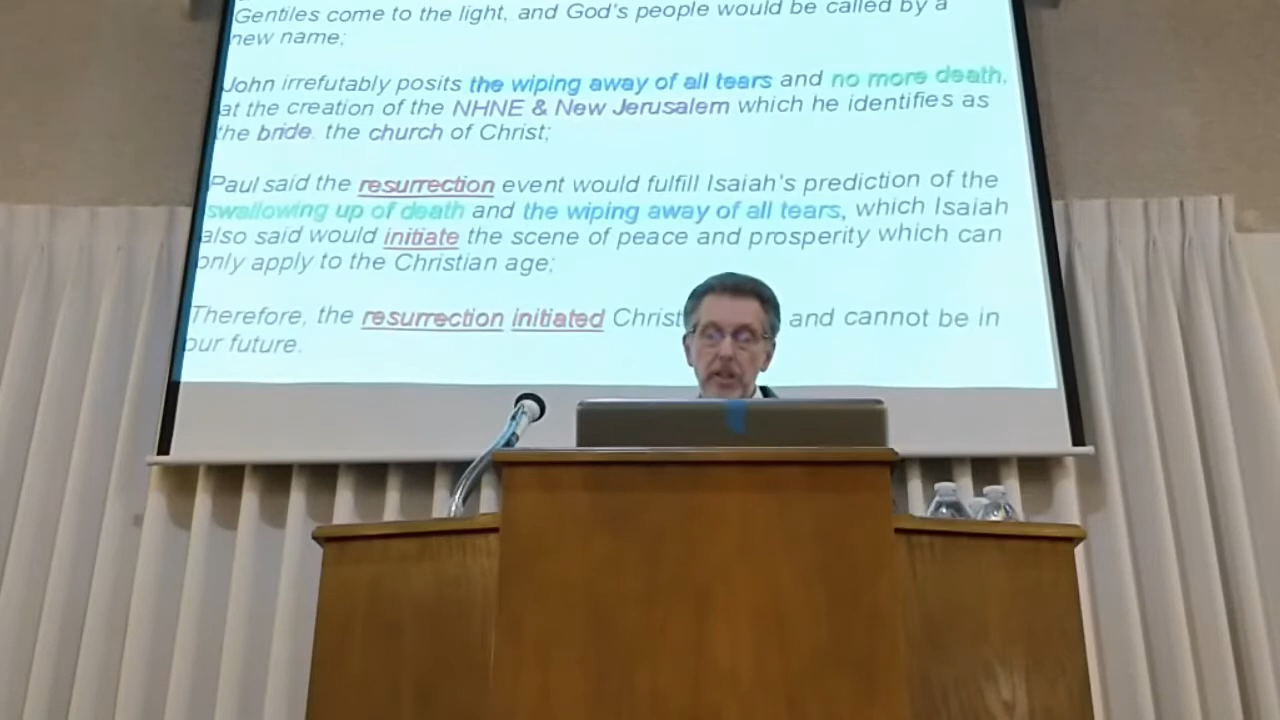 Gentiles come to the light, and God's people would be called by a
new name;
John irrefutably posits the wiping away of all tears and no more death,
at the creation of the NHNE & New Jerusalem which he identifies as
the bride. the church of Christ;
Paul said the resurrection event would fulfill Isaiah's prediction of the
swallowing up of death and the wiping away of all tears, which Isaiah
also said would initiate the scene of peace and prosperity which can
only apply to the Christian age;
Therefore, the resurrection initiated Christ and cannot be in
our future.